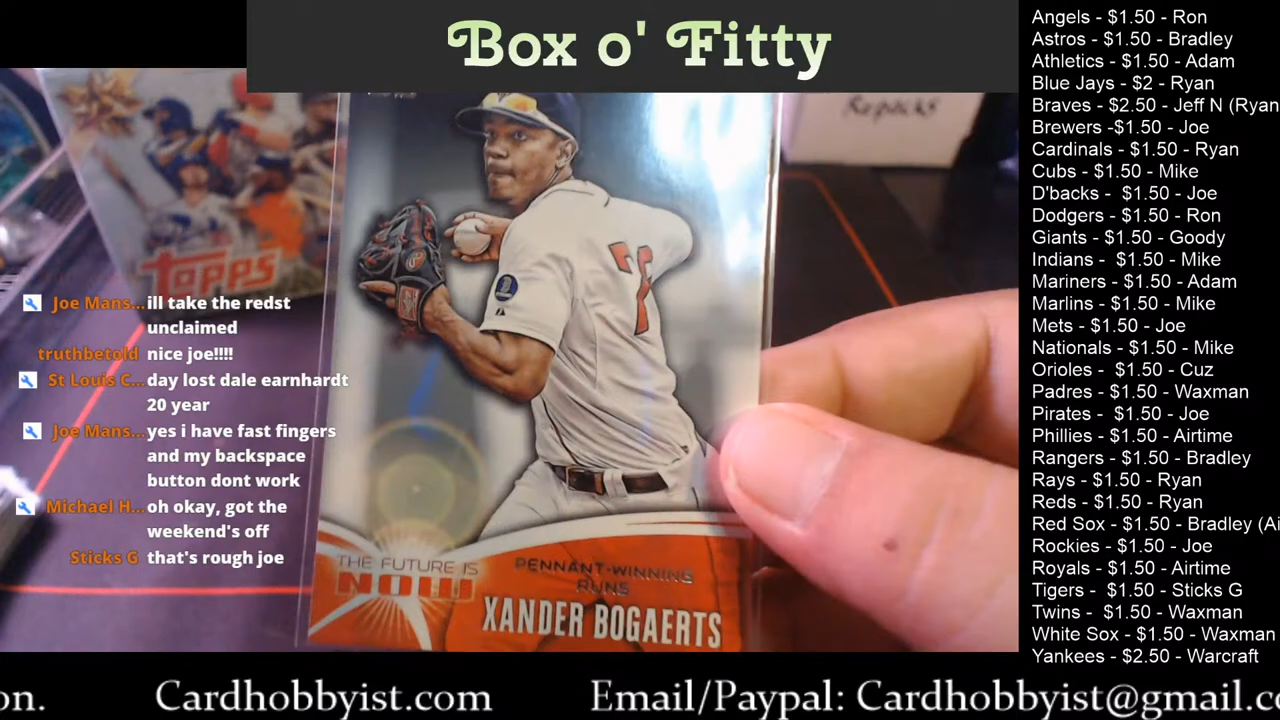 Box o' Fitty
Repacks
TOPPS
Joe Mans... ill take the redst
unclaimed
truthbetold nice joe!!!!
St Louis C... day lost dale earnhardt
20 year
Joe Mans... yes i have fast fingers
and my backspace
button dont work
Michael H... oh okay, got the
weekend's off
Sticks G that's rough joe
THE FUTURE IS
NOW
PENNANT-WINNING
RUNS
XANDER BOGAERTS
Angels - $1.50 - Ron
Astros - $1.50 - Bradley
Athletics - $1.50 - Adam
Blue Jays - $2 - Ryan
Braves - $2.50 - Jeff N (Ryan
Brewers -$1.50 - Joe
Cardinals - $1.50 - Ryan
Cubs - $1.50 - Mike
D'backs - $1.50 - Joe
Dodgers - $1.50 - Ron
Giants - $1.50 - Goody
Indians - $1.50 - Mike
Mariners - $1.50 - Adam
Marlins - $1.50 - Mike
Mets - $1.50 - Joe
Nationals - $1.50 - Mike
Orioles - $1.50 - Cuz
Padres - $1.50 - Waxman
Pirates - $1.50 - Joe
Phillies - $1.50 - Airtime
Rangers - $1.50 - Bradley
Rays - $1.50 - Ryan
Reds - $1.50 - Ryan
Red Sox - $1.50 - Bradley (Ai
Rockies - $1.50 - Joe
Royals - $1.50 - Airtime
Tigers - $1.50 - Sticks G
Twins - $1.50 - Waxman
White Sox - $1.50 - Waxman
Yankees - $2.50 - Warcraft
on. Cardhobbyist.com Email/Paypal: Cardhobbyist@gmail.co